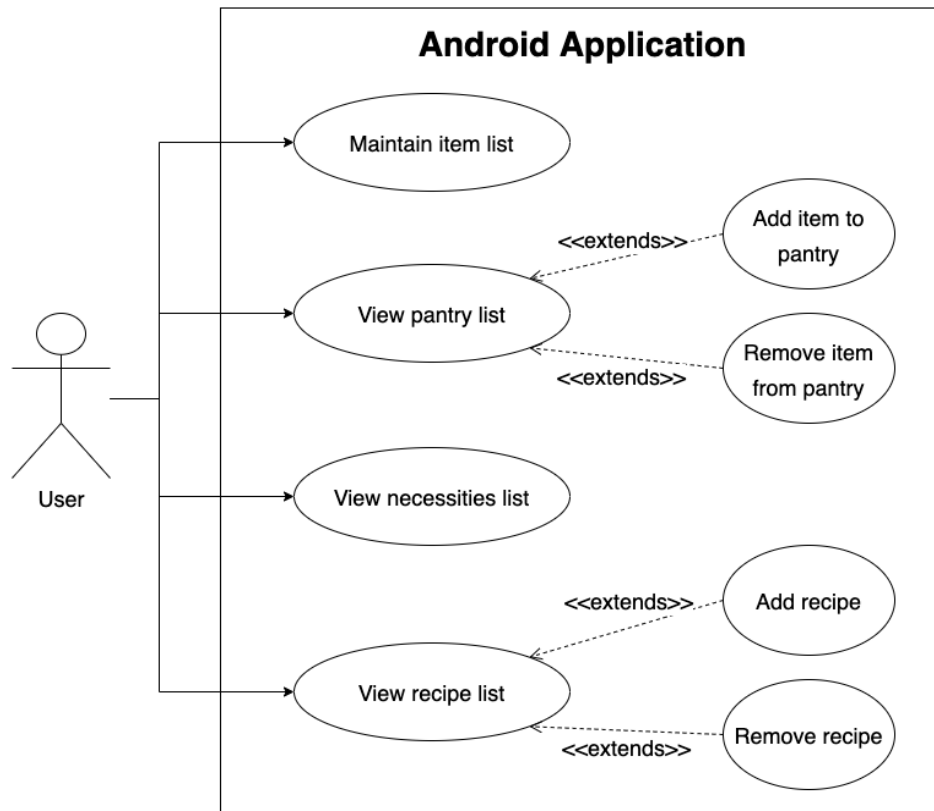 Android Application
Maintain item list
Add item to
pantry
<<extends>>
View pantry list
Remove item
from pantry
<<extends>>
User
View necessities list
<<extends>>
Add recipe
View recipe list
Remove recipe
<<extends>>